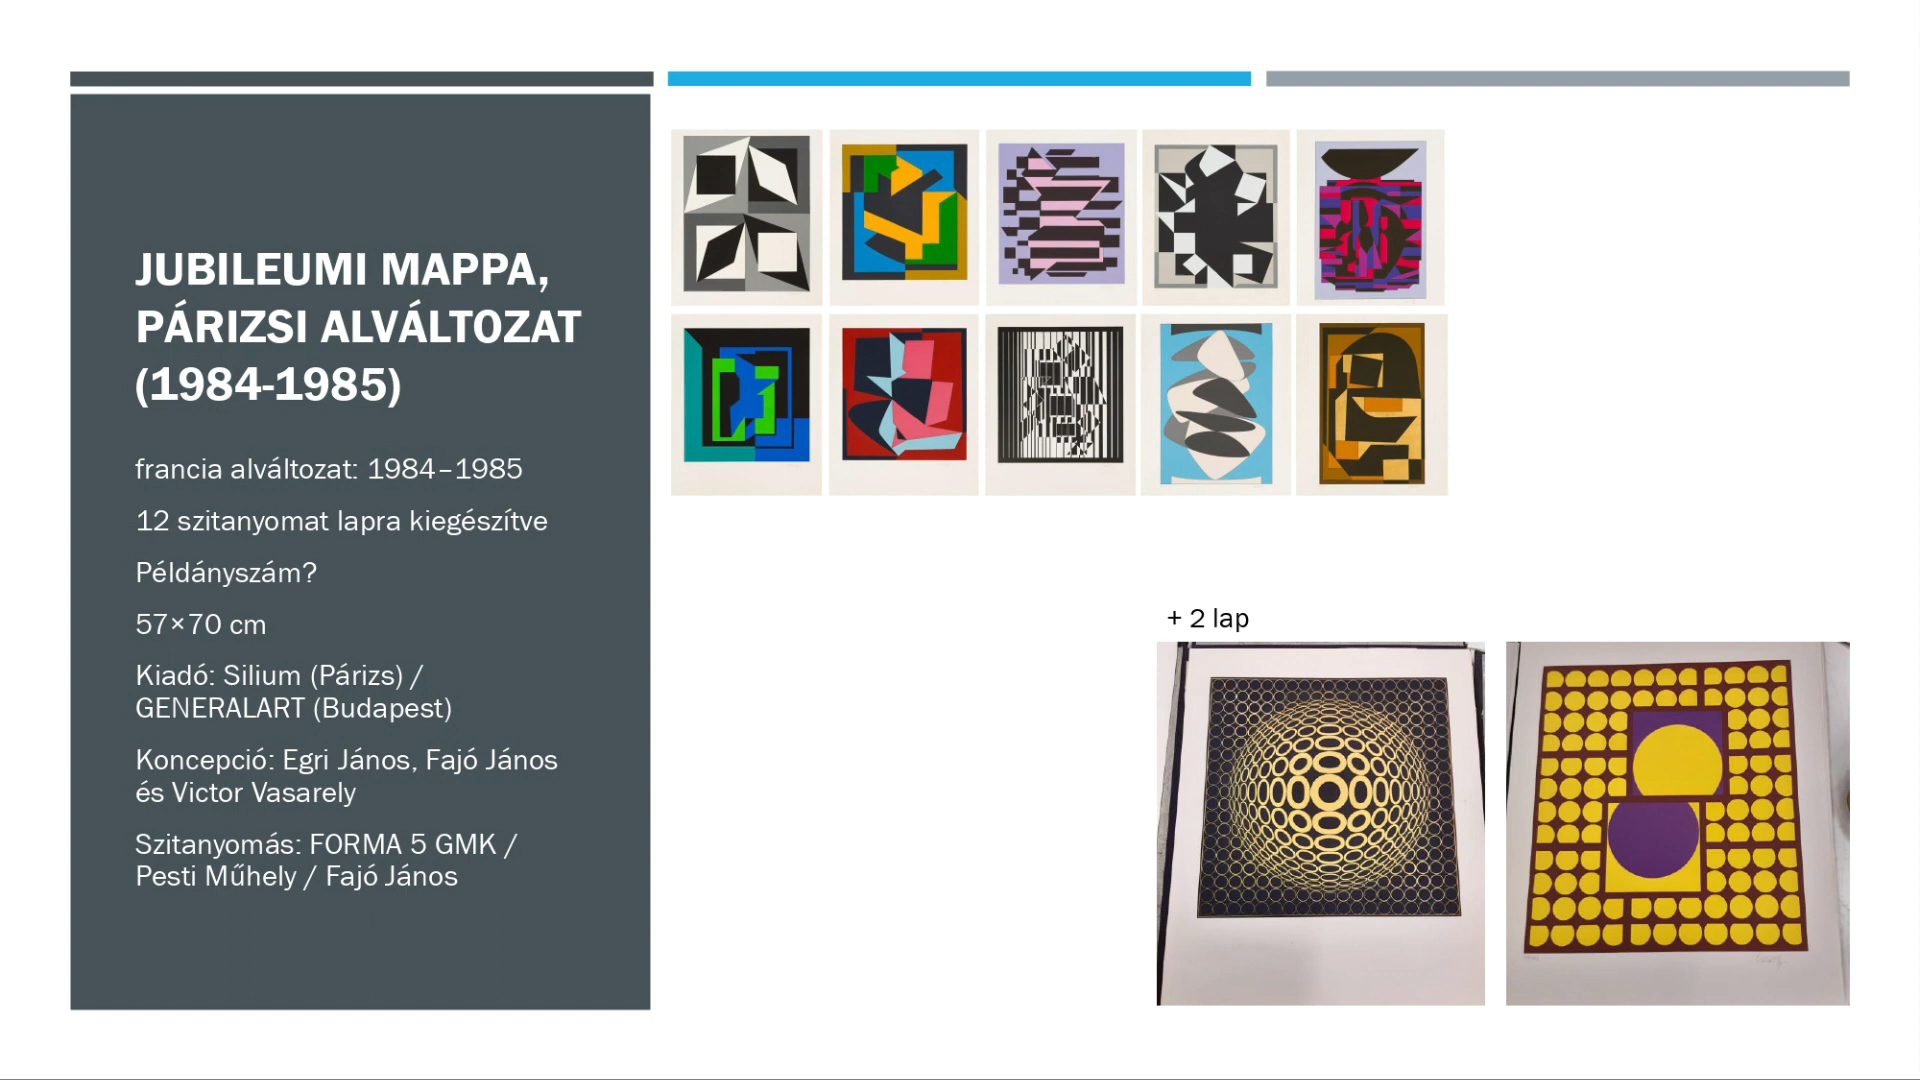 JUBILEUMI MAPPA,
PÁRIZSI ALVÁLTOZAT
(1984-1985)
francia alváltozat: 1984–1985
12 szitanyomat lapra kiegészítve
Példányszám?
57×70 cm
Kiadó: Silium (Párizs) /
GENERALART (Budapest)
Koncepció: Egri János, Fajó János
és Victor Vasarely
Szitanyomás: FORMA 5 GMK /
Pesti Műhely / Fajó János
+ 2 lap